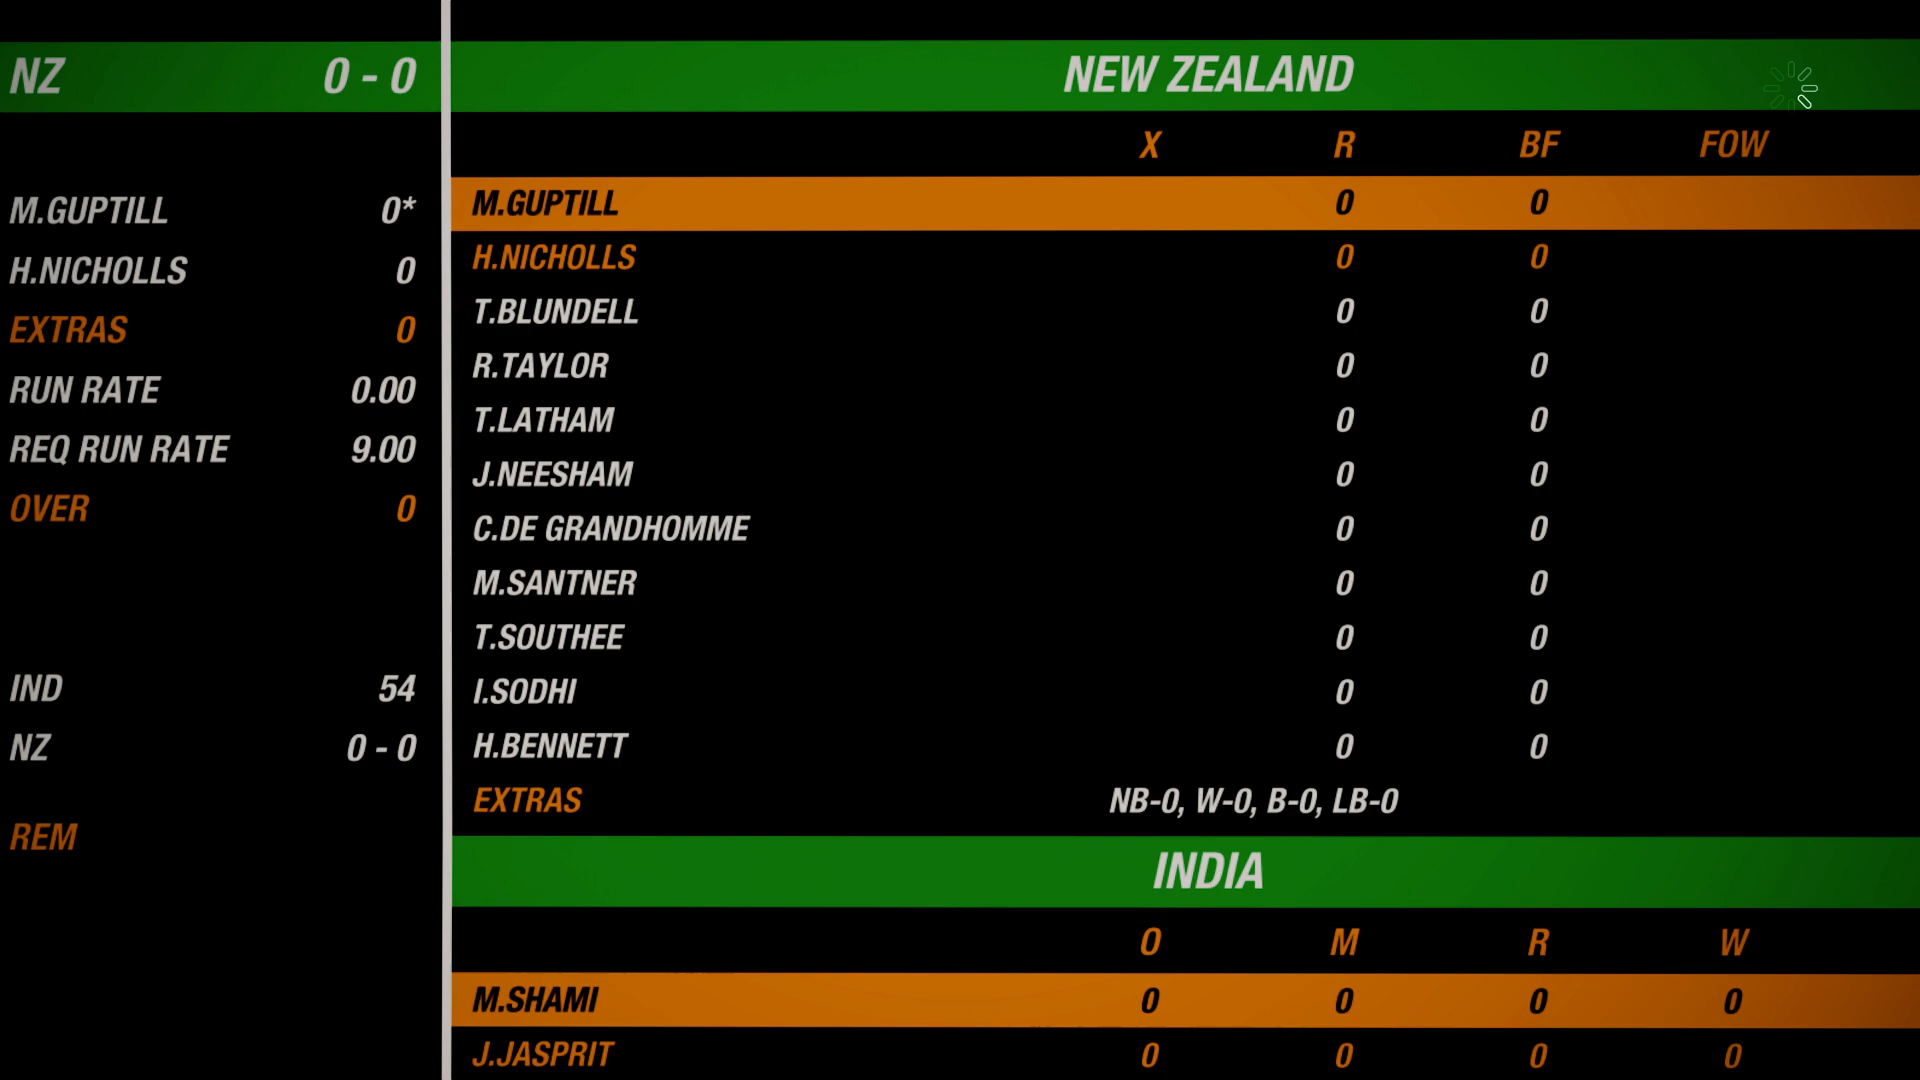 NZ 0 - 0
M.GUPTILL 0*
H.NICHOLLS 0
EXTRAS 0
RUN RATE 0.00
REQ RUN RATE 9.00
OVER 0
IND 54
NZ 0 - 0
REM
NEW ZEALAND
X R BF FOW
M.GUPTILL 0 0
H.NICHOLLS 0 0
T.BLUNDELL 0 0
R.TAYLOR 0 0
T.LATHAM 0 0
J.NEESHAM 0 0
C.DE GRANDHOMME 0 0
M.SANTNER 0 0
T.SOUTHEE 0 0
I.SODHI 0 0
H.BENNETT 0 0
EXTRAS NB-0, W-0, B-0, LB-0
INDIA
O M R W
M.SHAMI 0 0 0 0
J.JASPRIT 0 0 0 0